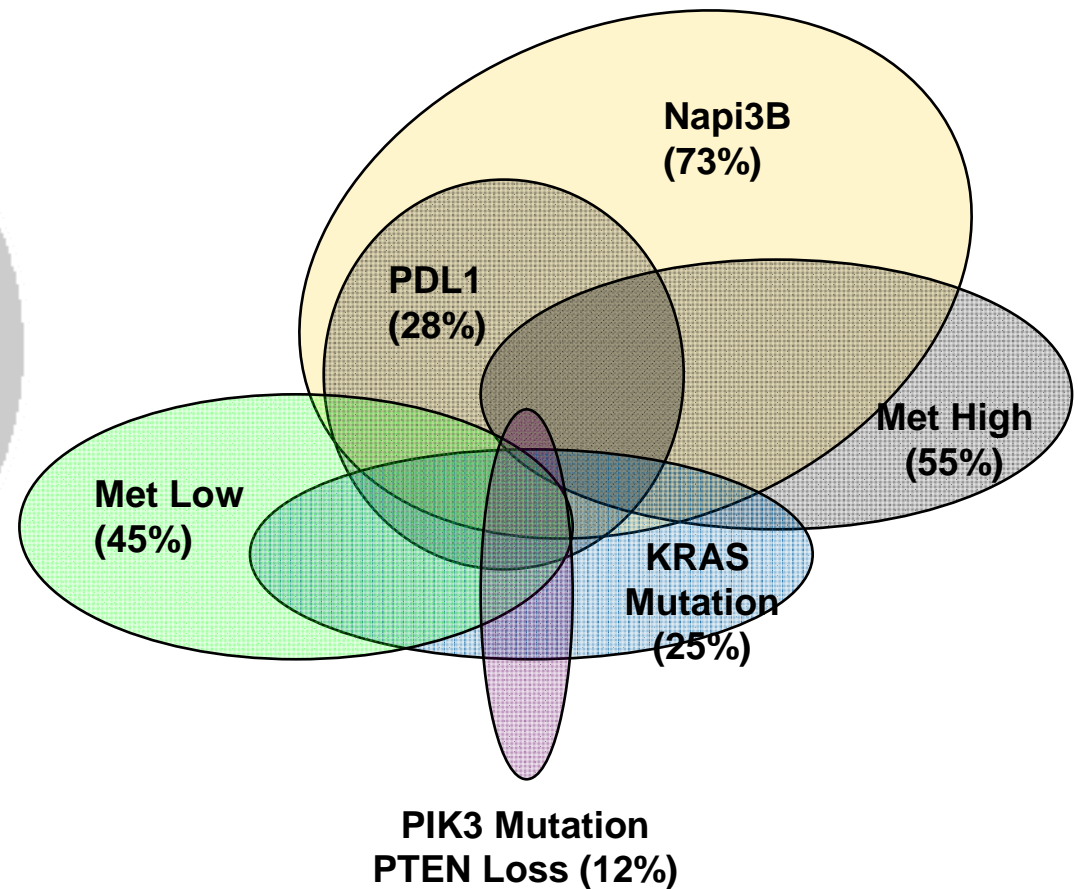 Napi3B
(73%)
PDL1
(28%)
Met High
(55%)
Met Low
(45%)
KRAS
Mutation
(25%)
PIK3 Mutation
PTEN Loss (12%)